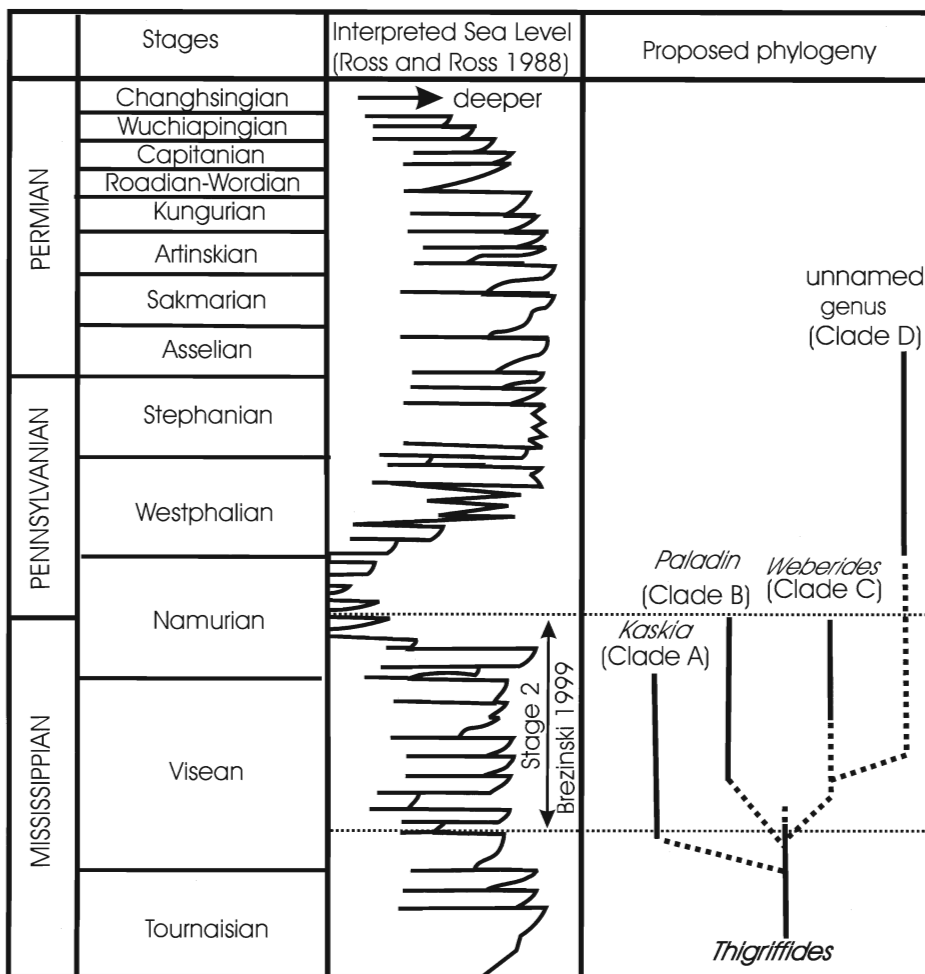 Stages
Interpreted Sea Level
(Ross and Ross 1988)
Proposed phylogeny
PERMIAN
Changhsingian
Wuchiapingian
Capitanian
Roadian-Wordian
Kungurian
Artinskian
Sakmarian
Asselian
PENNSYLVANIAN
Stephanian
Westphalian
Namurian
MISSISSIPPIAN
Visean
Tournaisian
deeper
Stage 2
Brezinski 1999
unnamed
genus
(Clade D)
Paladin
(Clade B)
Weberides
(Clade C)
Kaskia
(Clade A)
Thigriffides